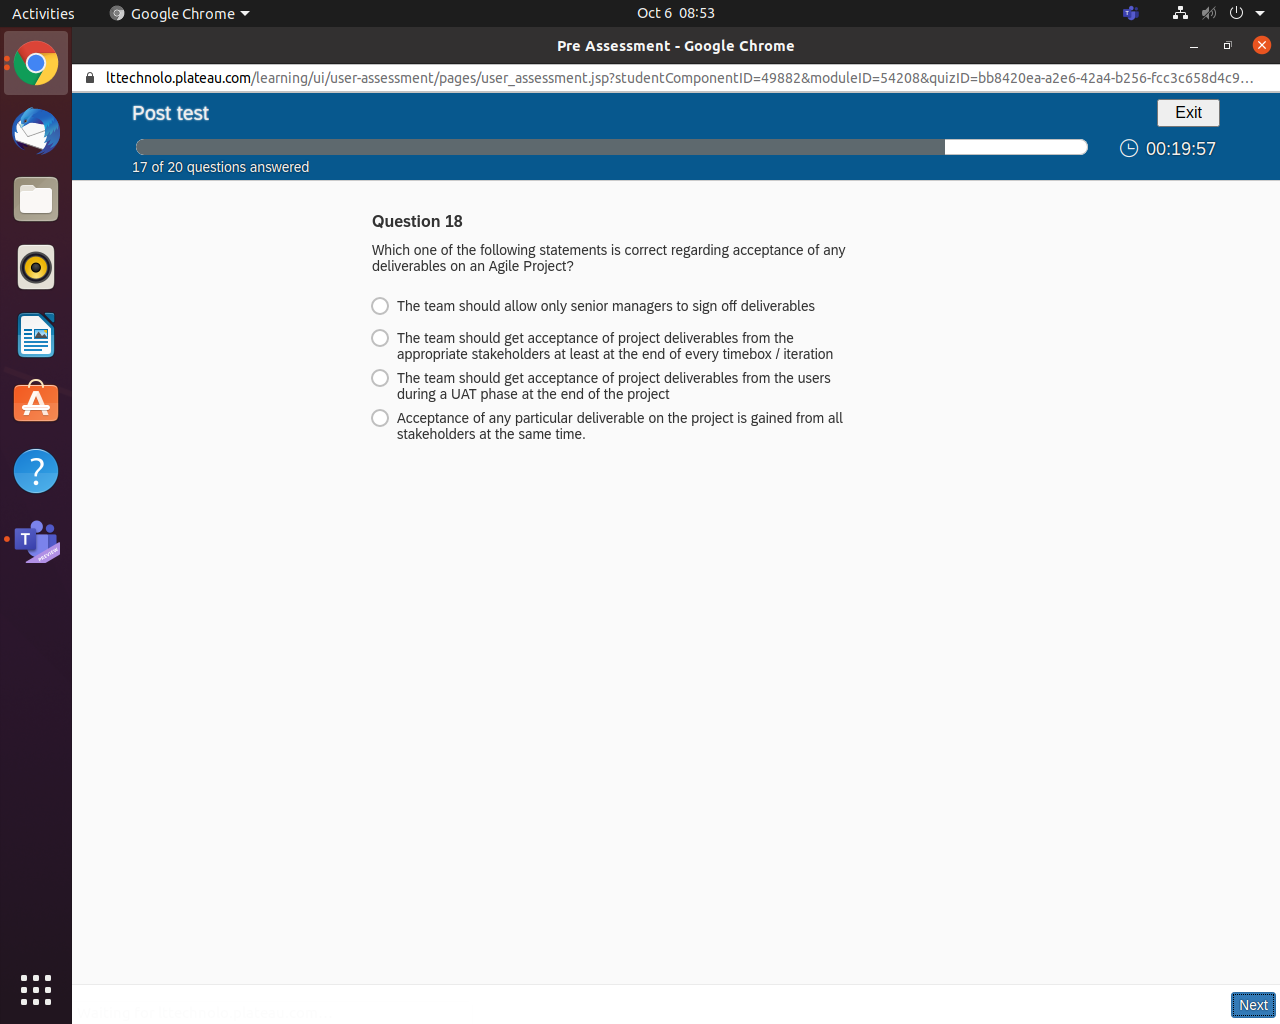 Activities
Google Chrome
Oct 6 08:53
Pre Assessment - Google Chrome
lttechnolo.plateau.com/learning/ui/user-assessment/pages/user_assessment.jsp?studentComponentID=49882&moduleID=54208&quizID=bb8420ea-a2e6-42a4-b256-fcc3c658d4c9...
Post test
Exit
00:19:57
17 of 20 questions answered
Question 18
Which one of the following statements is correct regarding acceptance of any
deliverables on an Agile Project?
The team should allow only senior managers to sign off deliverables
The team should get acceptance of project deliverables from the
appropriate stakeholders at least at the end of every timebox / iteration
The team should get acceptance of project deliverables from the users
during a UAT phase at the end of the project
Acceptance of any particular deliverable on the project is gained from all
stakeholders at the same time.
T
PREVIEW
Next